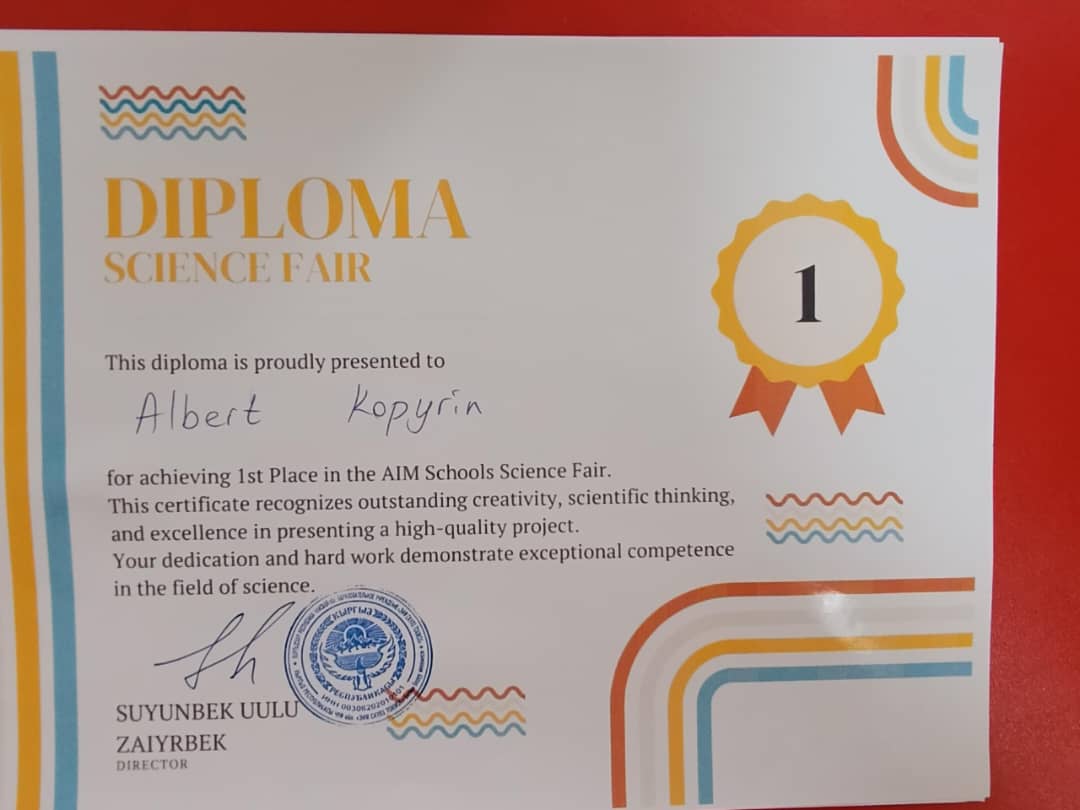 DIPLOMA
SCIENCE FAIR
1
This diploma is proudly presented to
Albert Kopyrin
for achieving 1st Place in the AIM Schools Science Fair.
This certificate recognizes outstanding creativity, scientific thinking,
and excellence in presenting a high-quality project.
Your dedication and hard work demonstrate exceptional competence
in the field of science.
КЫРГЫЗ
РЕСПУБЛИКАСЫ
SUYUNBEK UULU
ZAIYRBEK
DIRECTOR